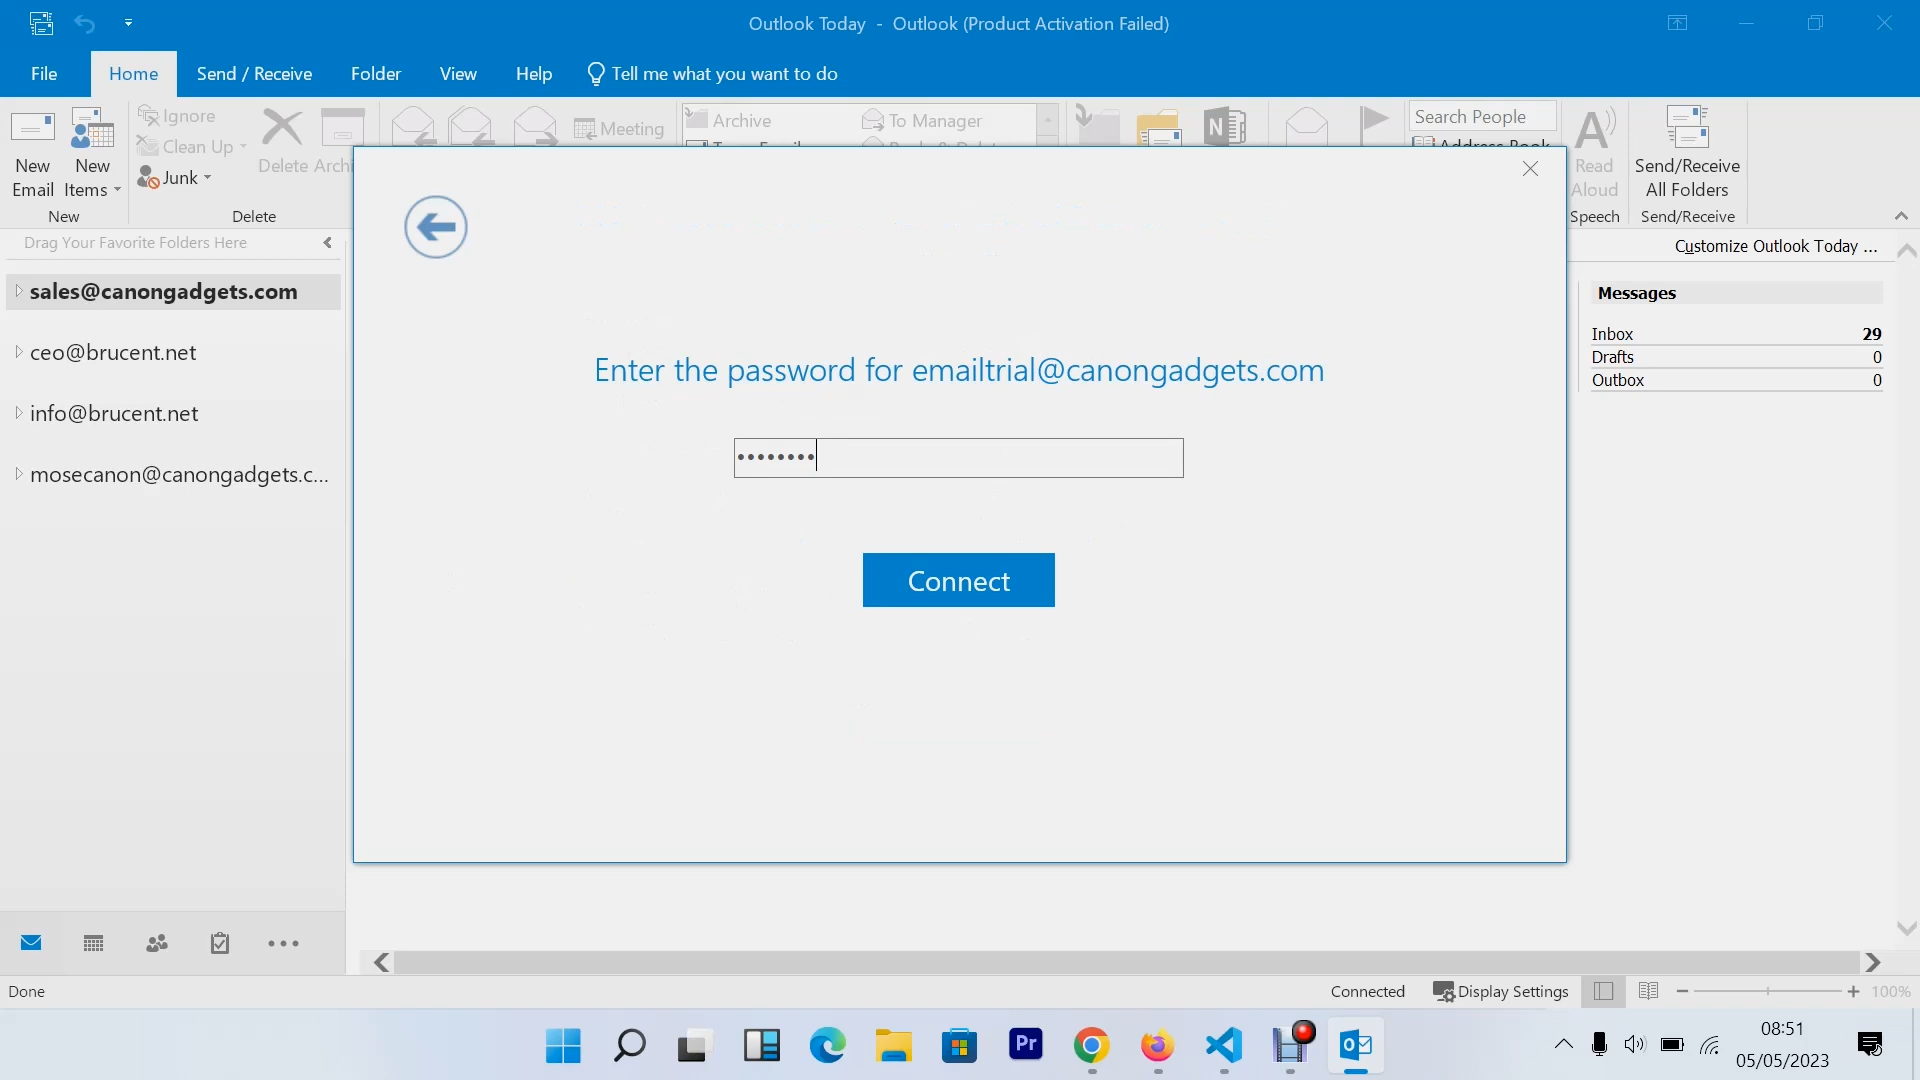 Outlook Today - Outlook (Product Activation Failed)
File Home Send / Receive Folder View Help Tell me what you want to do
Ignore
Clean Up
Junk
New Email
New Items
Delete
Meeting
Archive
To Manager
Search People
Address Book
Read Aloud
Send/Receive All Folders
New
Delete
Speech
Send/Receive
Drag Your Favorite Folders Here
Customize Outlook Today ...
sales@canongadgets.com
ceo@brucent.net
info@brucent.net
mosecanon@canongadgets.c...
Enter the password for emailtrial@canongadgets.com
Connect
Messages
Inbox 29
Drafts 0
Outbox 0
Done
Connected
Display Settings
100%
Pr
08:51
05/05/2023